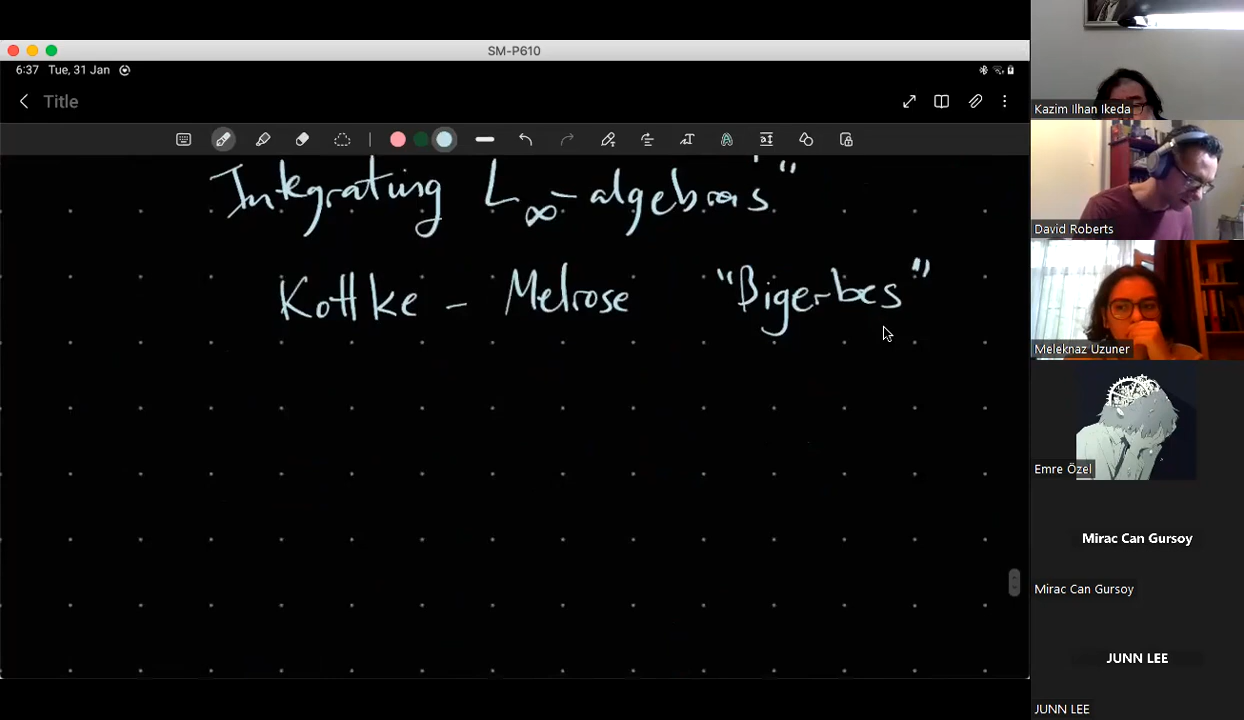 SM-P610
6:37 Tue, 31 Jan
Title
Integrating L∞-algebras"
Kottke - Melrose "Bigerbes"
Kazim Ilhan Ikeda
David Roberts
Meleknaz Uzuner
Emre Özel
Mirac Can Gursoy
Mirac Can Gursoy
JUNN LEE
JUNN LEE